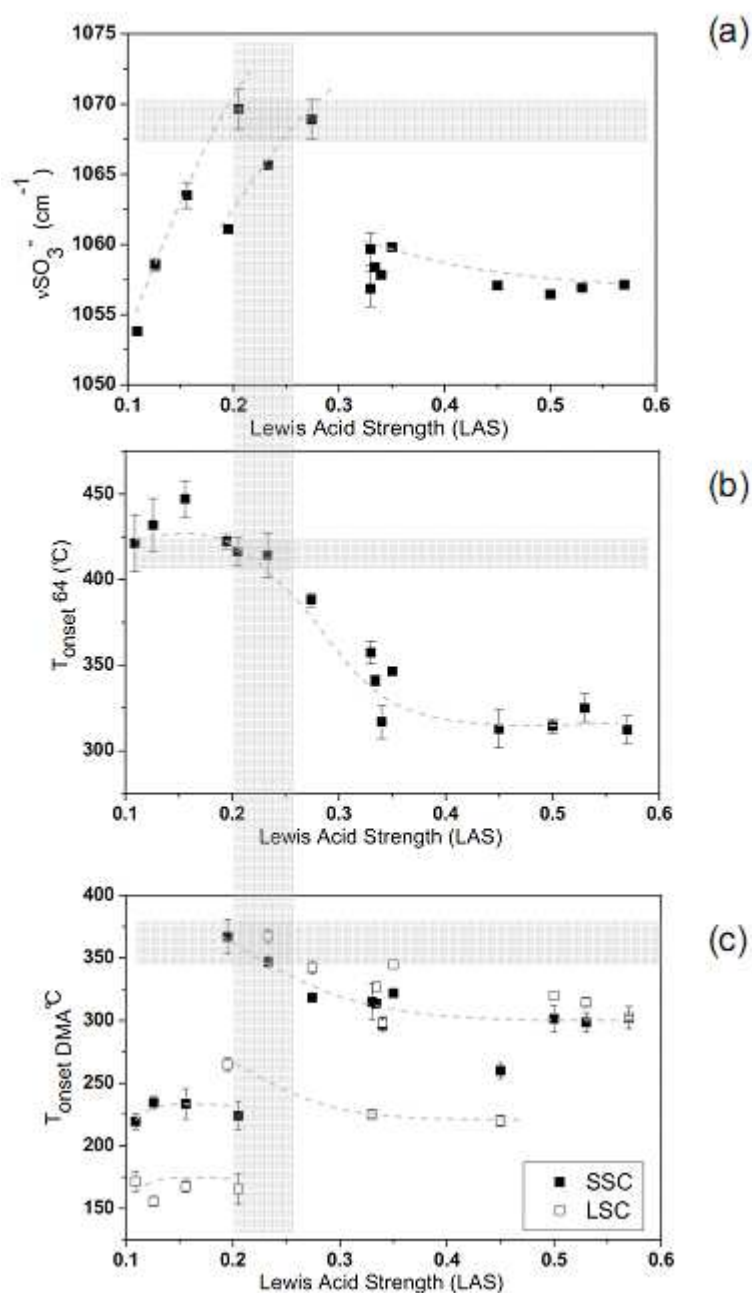 (a)
1075
1070
1065
1060
1055
1050
νSO3- (cm-1)
0.1 0.2 0.3 0.4 0.5 0.6
Lewis Acid Strength (LAS)
(b)
450
400
350
300
Tonset 64 (℃)
0.1 0.2 0.3 0.4 0.5 0.6
Lewis Acid Strength (LAS)
(c)
400
350
300
250
200
150
Tonset DMA℃
SSC
LSC
0.1 0.2 0.3 0.4 0.5 0.6
Lewis Acid Strength (LAS)